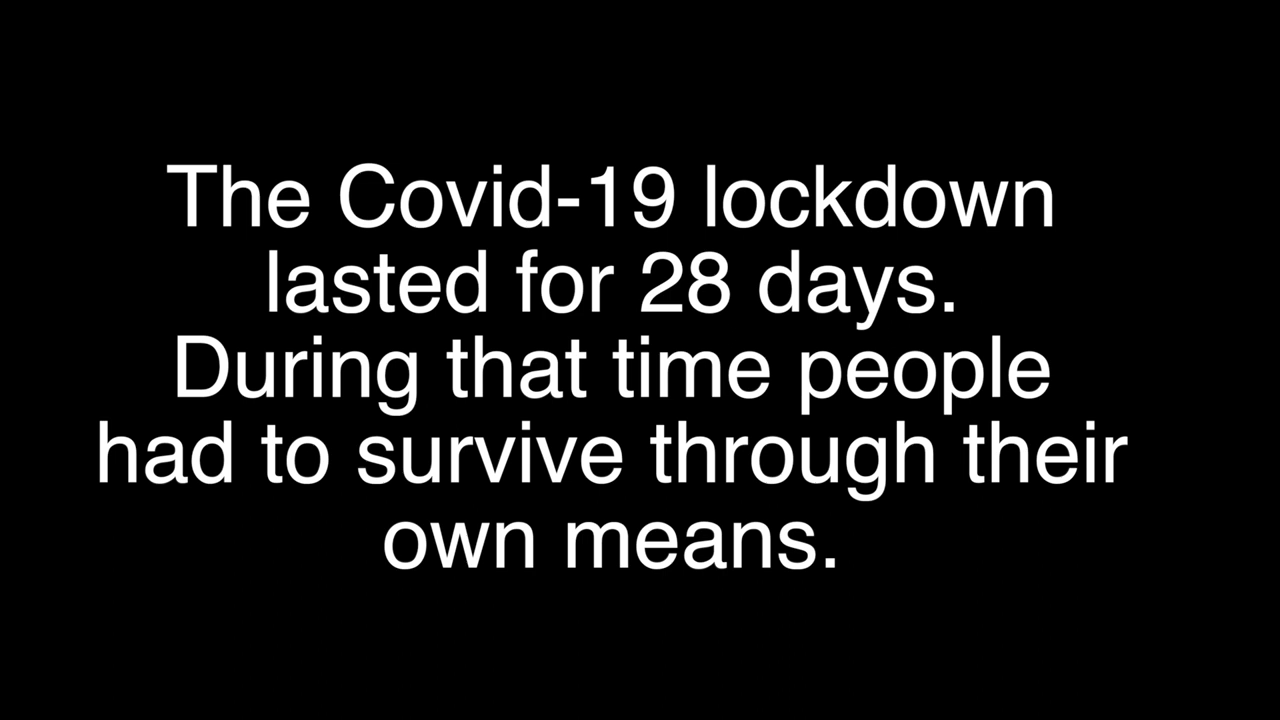 The Covid-19 lockdown
lasted for 28 days.
During that time people
had to survive through their
own means.